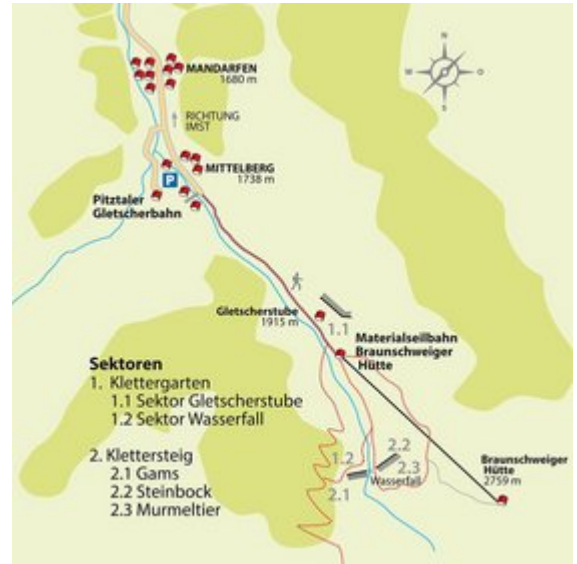 MANDARFEN
1680 m
RICHTUNG
IMST
N
W
O
S
MITTELBERG
1738 m
P
Pitztaler
Gletscherbahn
Gletscherstube
1915 m
1.1
Materialseilbahn
Braunschweiger
Hütte
Sektoren
1. Klettergarten
1.1 Sektor Gletscherstube
1.2 Sektor Wasserfall
2. Klettersteig
2.1 Gams
2.2 Steinbock
2.3 Murmeltier
1.2
2.2
2.3
2.1
Wasserfall
Braunschweiger
Hütte
2759 m